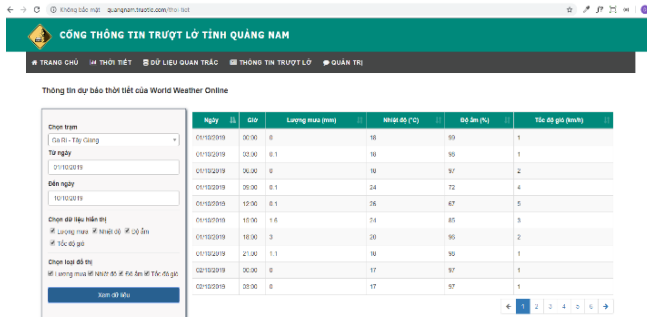 Không bảo mật | quangnam.truotlo.com/thoi-tiet
CỔNG THÔNG TIN TRƯỢT LỞ TỈNH QUẢNG NAM
TRANG CHỦ THỜI TIẾT DỮ LIỆU QUAN TRẮC THÔNG TIN TRƯỢT LỞ QUẢN TRỊ
Thông tin dự báo thời tiết của World Weather Online
Chọn trạm
Ga Ri - Tây Giang
Từ ngày
01/10/2019
Đến ngày
10/10/2019
Chọn dữ liệu hiển thị
Lượng mưa Nhiệt độ Độ ẩm
Tốc độ gió
Chọn loại đồ thị
Lượng mưa Nhiệt độ Độ ẩm Tốc độ gió
Xem dữ liệu
Ngày Giờ Lượng mưa (mm) Nhiệt độ (°C) Độ ẩm (%) Tốc độ gió (km/h)
01/10/2019 00:00 0 18 99 1
01/10/2019 03:00 0.1 18 98 1
01/10/2019 06:00 0 18 97 2
01/10/2019 09:00 0.1 24 72 4
01/10/2019 12:00 0.1 26 67 5
01/10/2019 15:00 1.6 24 85 3
01/10/2019 18:00 3 20 95 2
01/10/2019 21:00 1.1 98 1
02/10/2019 00:00 0 17 97 1
02/10/2019 03:00 0 17 97 1
1 2 3 4 5 6